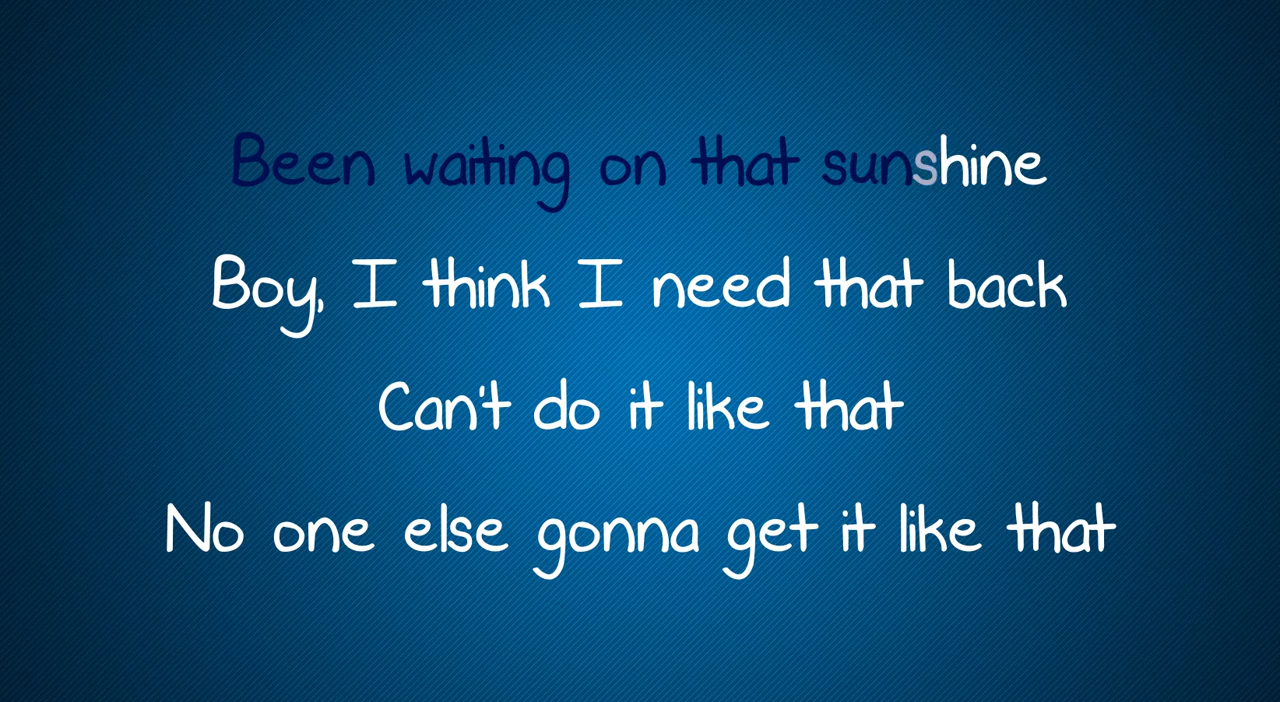 Been waiting on that sunshine
Boy, I think I need that back
Can't do it like that
No one else gonna get it like that